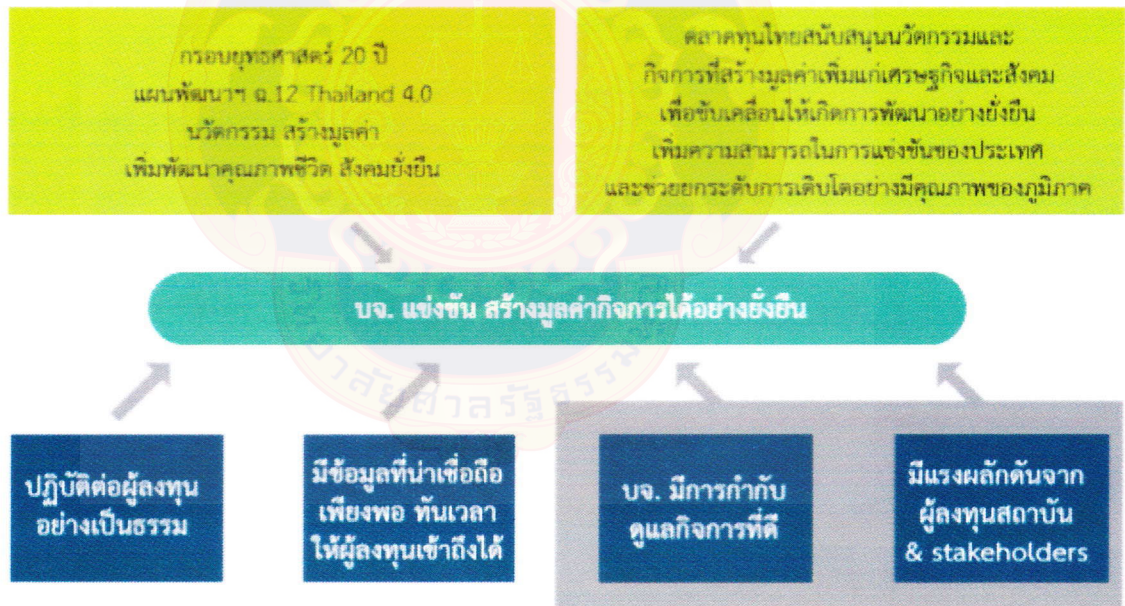 กรอบยุทธศาสตร์ 20 ปี
แผนพัฒนาฯ ฉ.12 Thailand 4.0
นวัตกรรม สร้างมูลค่า
เพิ่มพัฒนาคุณภาพชีวิต สังคมยั่งยืน
ตลาดทุนไทยสนับสนุนนวัตกรรมและ
กิจการที่สร้างมูลค่าเพิ่มแก่เศรษฐกิจและสังคม
เพื่อขับเคลื่อนให้เกิดการพัฒนาอย่างยั่งยืน
เพิ่มความสามารถในการแข่งขันของประเทศ
และช่วยยกระดับการเติบโตอย่างมีคุณภาพของภูมิภาค
บจ. แข่งขัน สร้างมูลค่ากิจการได้อย่างยั่งยืน
ปฏิบัติต่อผู้ลงทุน
อย่างเป็นธรรม
มีข้อมูลที่น่าเชื่อถือ
เพียงพอ ทันเวลา
ให้ผู้ลงทุนเข้าถึงได้
บจ. มีการกำกับ
ดูแลกิจการที่ดี
มีแรงผลักดันจาก
ผู้ลงทุนสถาบัน
& stakeholders